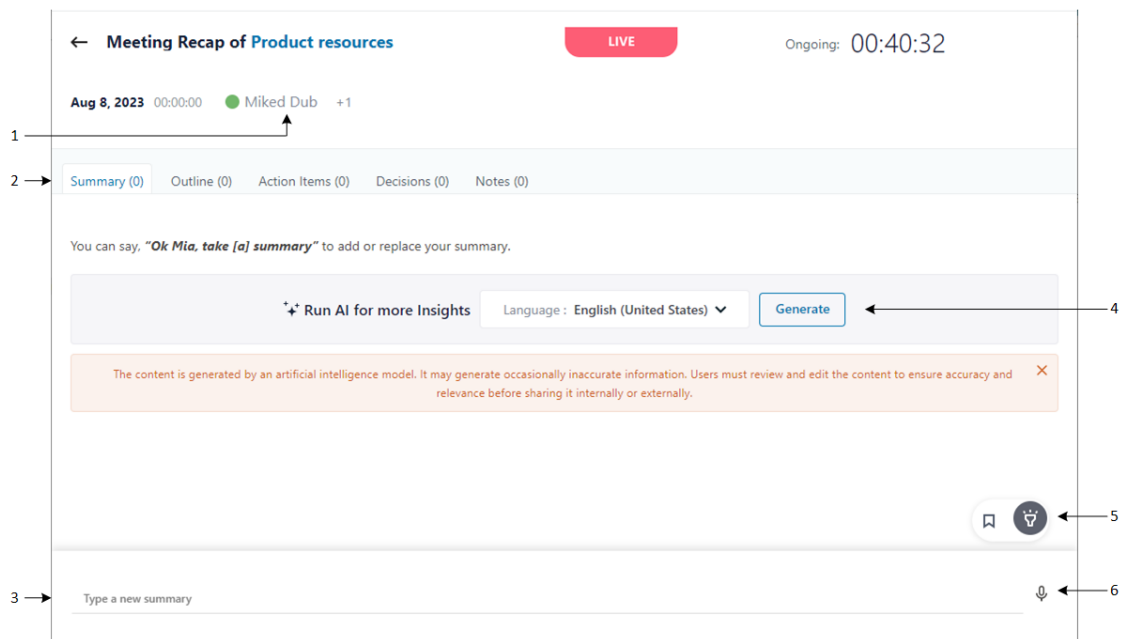 Meeting Recap of Product resources
LIVE
Ongoing: 00:40:32
Aug 8, 2023 00:00:00 Miked Dub +1
1
2
Summary (0) Outline (0) Action Items (0) Decisions (0) Notes (0)
You can say, "Ok Mia, take [a] summary" to add or replace your summary.
Run AI for more Insights Language : English (United States) Generate
4
The content is generated by an artificial intelligence model. It may generate occasionally inaccurate information. Users must review and edit the content to ensure accuracy and
relevance before sharing it internally or externally.
5
3
Type a new summary
6